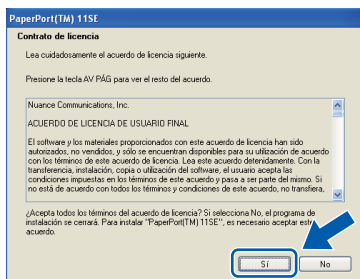 PaperPort(TM) 11SE
Contrato de licencia
Lea cuidadosamente el acuerdo de licencia siguiente.
Presione la tecla AV PÁG para ver el resto del acuerdo.
Nuance Communications, Inc.
ACUERDO DE LICENCIA DE USUARIO FINAL
El software y los materiales proporcionados con este acuerdo de licencia han sido
autorizados, no vendidos, y sólo se encuentran disponibles para su utilización de acuerdo
con los términos de este acuerdo de licencia. Lea este acuerdo detenidamente. Con la
transferencia, instalación, copia o utilización del software, el usuario acepta las
condiciones impuestas en los términos de este acuerdo y pasa a ser parte del mismo. Si
no está de acuerdo con todos los términos y condiciones de este acuerdo, no transfiera,
¿Acepta todos los términos del acuerdo de licencia? Si selecciona No, el programa de
instalación se cerrará. Para instalar "PaperPort(TM) 11SE", es necesario aceptar este
acuerdo.
Sí
No